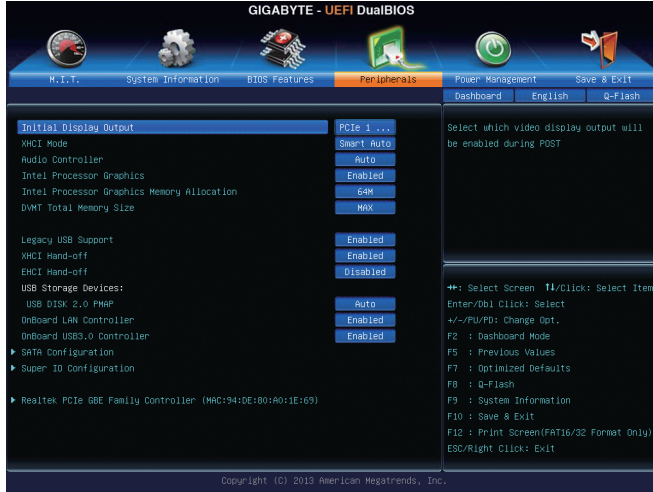 GIGABYTE - UEFI DualBIOS
M.I.T. System Information BIOS Features Peripherals Power Management Save & Exit
Dashboard English Q-Flash
Initial Display Output PCIe 1 ...
XHCI Mode Smart Auto
Audio Controller Auto
Intel Processor Graphics Enabled
Intel Processor Graphics Memory Allocation 64M
DVMT Total Memory Size MAX
Legacy USB Support Enabled
XHCI Hand-off Enabled
EHCI Hand-off Disabled
USB Storage Devices:
USB DISK 2.0 PMAP Auto
OnBoard LAN Controller Enabled
OnBoard USB3.0 Controller Enabled
SATA Configuration
Super IO Configuration
Realtek PCIe GBE Family Controller (MAC:94:DE:80:A0:1E:69)
Select which video display output will
be enabled during POST
→←: Select Screen ↑↓/Click: Select Item
Enter/Dbl Click: Select
+/-/PU/PD: Change Opt.
F2 : Dashboard Mode
F5 : Previous Values
F7 : Optimized Defaults
F8 : Q-Flash
F9 : System Information
F10 : Save & Exit
F12 : Print Screen(FAT16/32 Format Only)
ESC/Right Click: Exit
Copyright (C) 2013 American Megatrends, Inc.